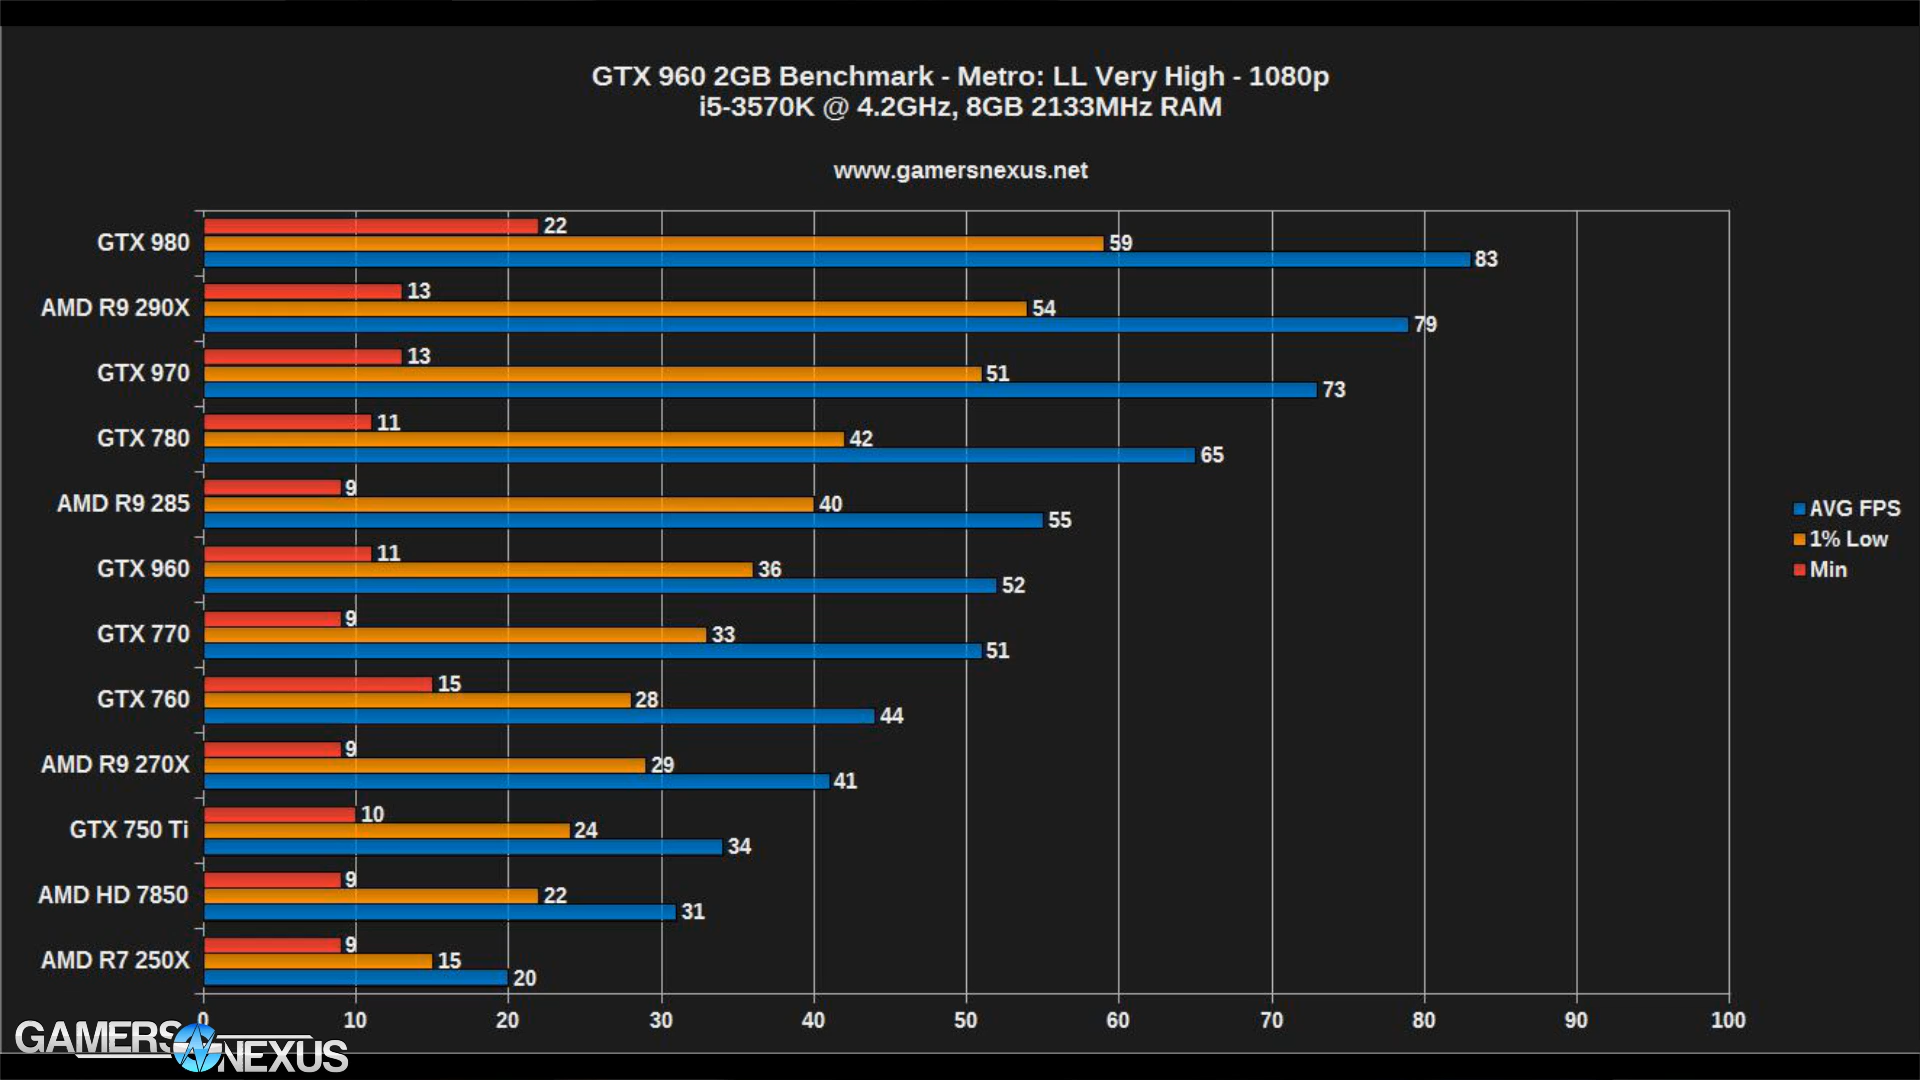 GTX 960 2GB Benchmark - Metro: LL Very High - 1080p
i5-3570K @ 4.2GHz, 8GB 2133MHz RAM
www.gamersnexus.net
GTX 980
22
59
83
AMD R9 290X
13
54
79
GTX 970
13
51
73
GTX 780
11
42
65
AMD R9 285
9
40
55
GTX 960
11
36
52
GTX 770
9
33
51
GTX 760
15
28
44
AMD R9 270X
9
29
41
GTX 750 Ti
10
24
34
AMD HD 7850
9
22
31
AMD R7 250X
9
15
20
0 10 20 30 40 50 60 70 80 90 100
AVG FPS
1% Low
Min
GAMERS
NEXUS